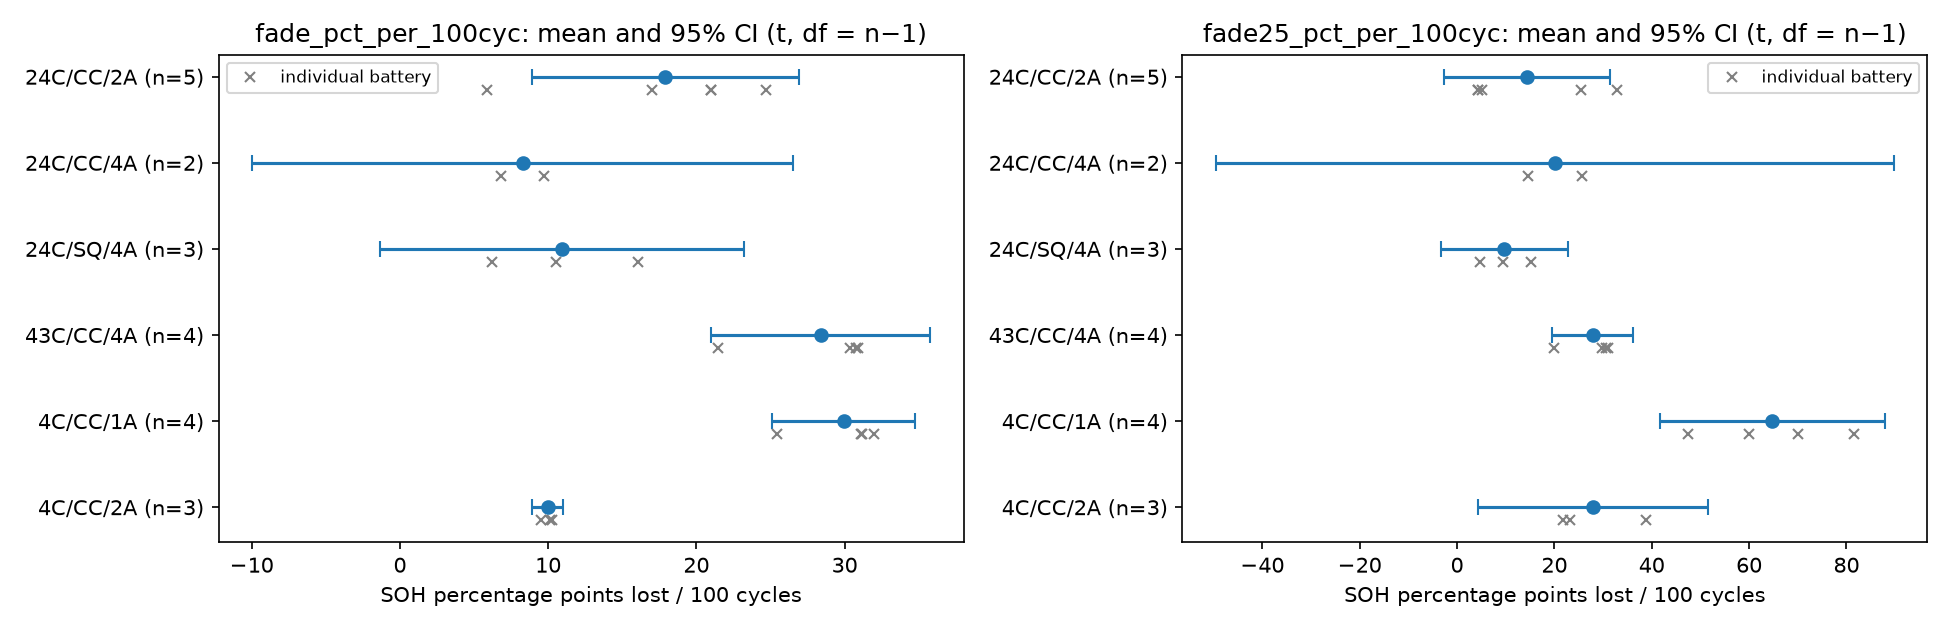 fade_pct_per_100cyc: mean and 95% CI (t, df = n−1)
individual battery
24C/CC/2A (n=5)
24C/CC/4A (n=2)
24C/SQ/4A (n=3)
43C/CC/4A (n=4)
4C/CC/1A (n=4)
4C/CC/2A (n=3)
−10 0 10 20 30
SOH percentage points lost / 100 cycles
fade25_pct_per_100cyc: mean and 95% CI (t, df = n−1)
individual battery
24C/CC/2A (n=5)
24C/CC/4A (n=2)
24C/SQ/4A (n=3)
43C/CC/4A (n=4)
4C/CC/1A (n=4)
4C/CC/2A (n=3)
−40 −20 0 20 40 60 80
SOH percentage points lost / 100 cycles